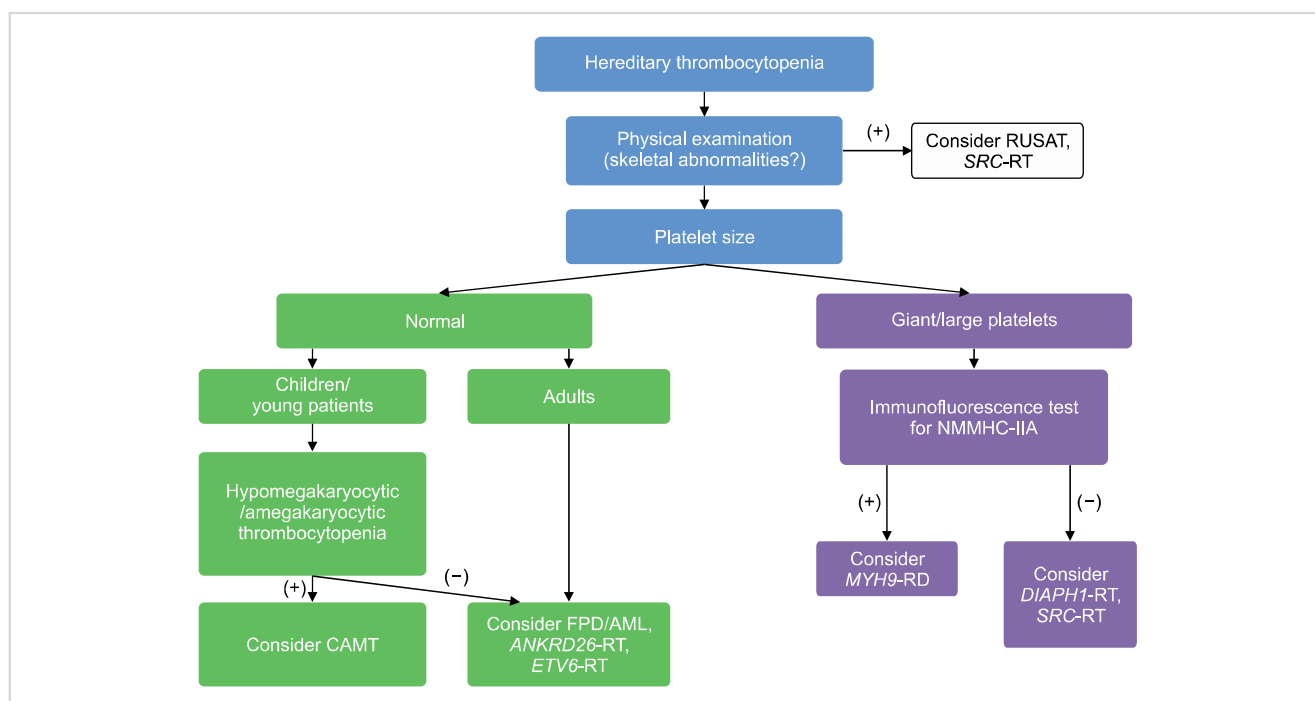 Hereditary thrombocytopenia
Physical examination
(skeletal abnormalities?)
(+)
Consider RUSAT,
SRC-RT
Platelet size
Normal
Giant/large platelets
Children/
young patients
Adults
Immunofluorescence test
for NMMHC-IIA
Hypomegakaryocytic
/amegakaryocytic
thrombocytopenia
(+)
(−)
(+)
(−)
Consider
MYH9-RD
Consider
DIAPH1-RT,
SRC-RT
Consider CAMT
Consider FPD/AML,
ANKRD26-RT,
ETV6-RT